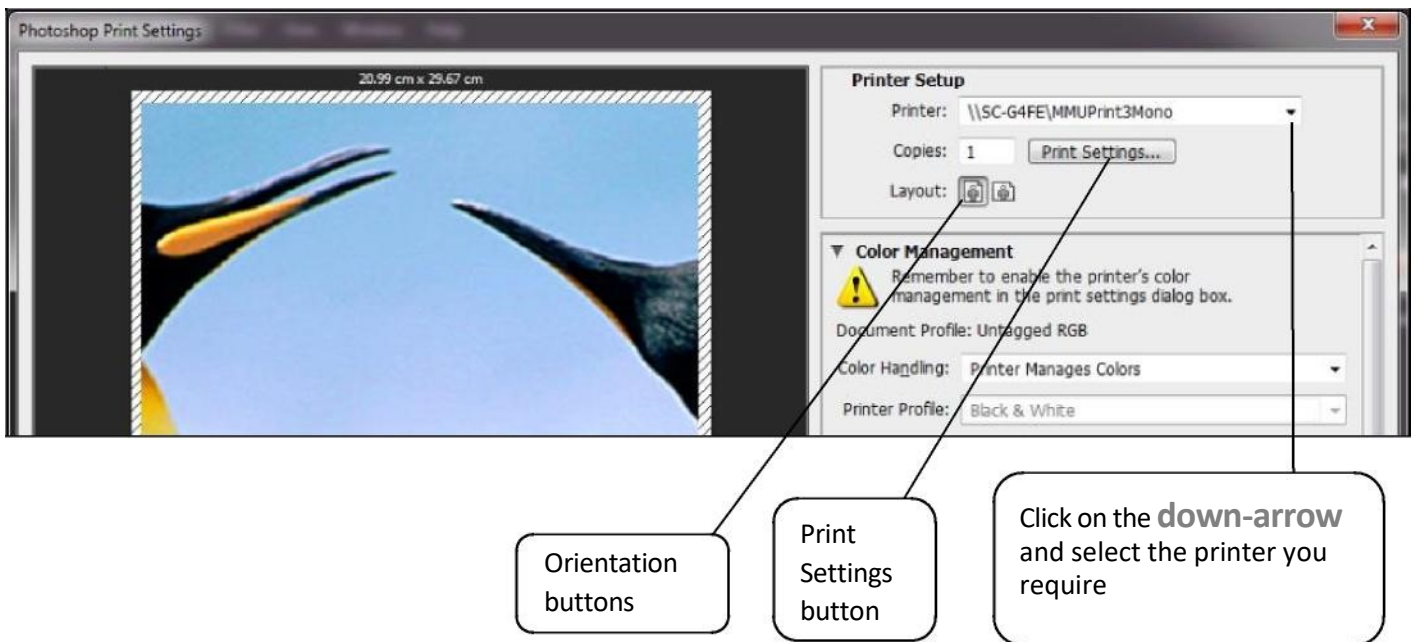 Photoshop Print Settings
20.99 cm x 29.67 cm
Printer Setup
Printer: \\SC-G4FE\MMUPrint3Mono
Copies: 1 Print Settings...
Layout:
Color Management
Remember to enable the printer's color
management in the print settings dialog box.
Document Profile: Untagged RGB
Color Handling: Printer Manages Colors
Printer Profile: Black & White
Orientation
buttons
Print
Settings
button
Click on the down-arrow
and select the printer you
require